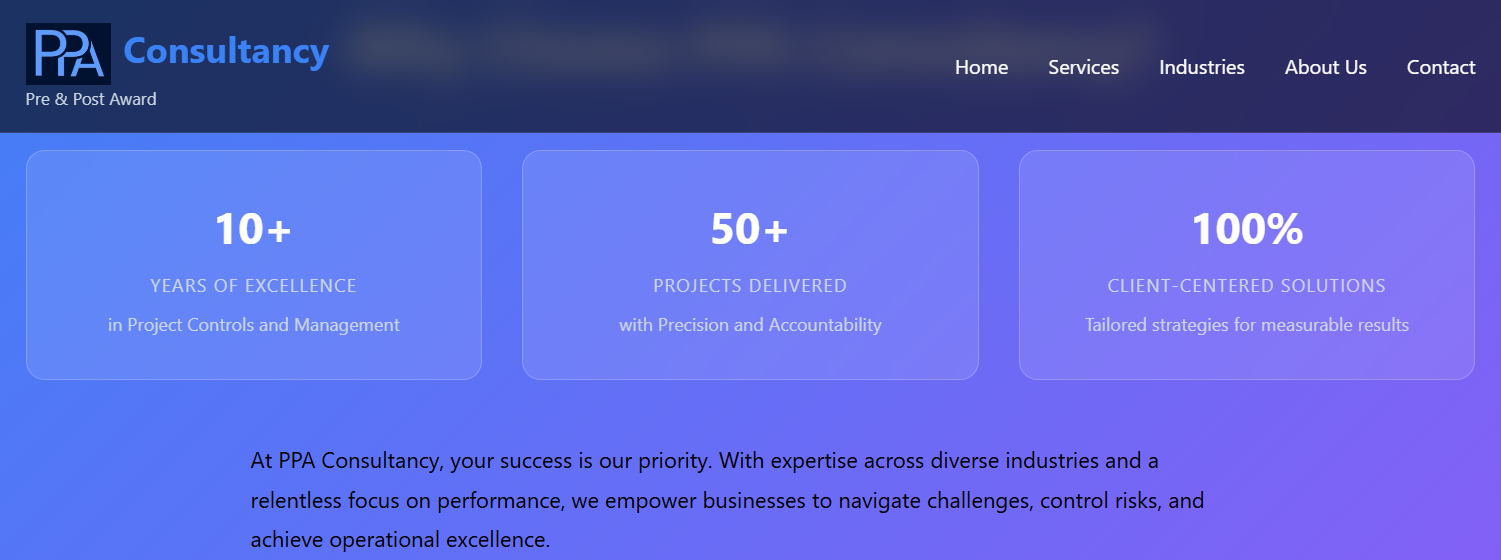 PPA Consultancy
Pre & Post Award
Home Services Industries About Us Contact
10+
YEARS OF EXCELLENCE
in Project Controls and Management
50+
PROJECTS DELIVERED
with Precision and Accountability
100%
CLIENT-CENTERED SOLUTIONS
Tailored strategies for measurable results
At PPA Consultancy, your success is our priority. With expertise across diverse industries and a
relentless focus on performance, we empower businesses to navigate challenges, control risks, and
achieve operational excellence.